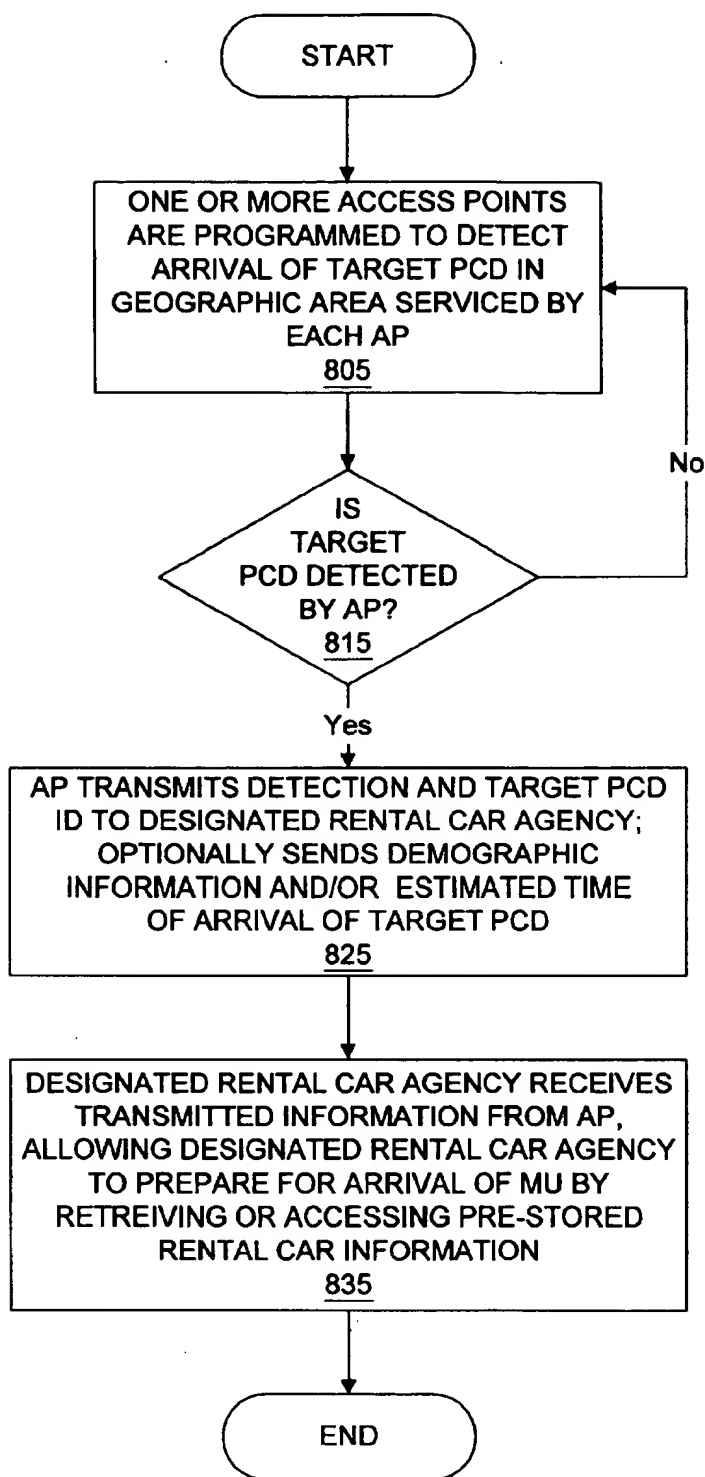 START
ONE OR MORE ACCESS POINTS
ARE PROGRAMMED TO DETECT
ARRIVAL OF TARGET PCD IN
GEOGRAPHIC AREA SERVICED BY
EACH AP
805
No
IS
TARGET
PCD DETECTED
BY AP?
815
Yes
AP TRANSMITS DETECTION AND TARGET PCD
ID TO DESIGNATED RENTAL CAR AGENCY;
OPTIONALLY SENDS DEMOGRAPHIC
INFORMATION AND/OR ESTIMATED TIME
OF ARRIVAL OF TARGET PCD
825
DESIGNATED RENTAL CAR AGENCY RECEIVES
TRANSMITTED INFORMATION FROM AP,
ALLOWING DESIGNATED RENTAL CAR AGENCY
TO PREPARE FOR ARRIVAL OF MU BY
RETREIVING OR ACCESSING PRE-STORED
RENTAL CAR INFORMATION
835
END